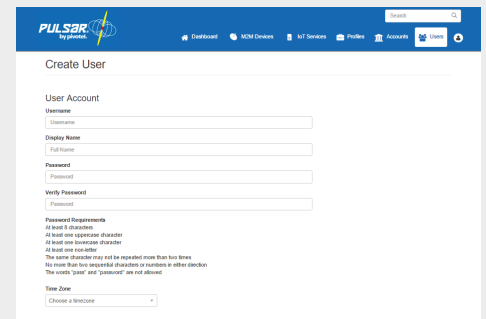 Search
PULSAR
by pivotel.
Dashboard
M2M Devices
IoT Services
Profiles
Accounts
Users
Create User
User Account
Username
Username
Display Name
Full Name
Password
Password
Verify Password
Password
Password Requirements
At least 8 characters
At least one uppercase character
At least one lowercase character
At least one non-letter
The same character may not be repeated more than two times
No more than two sequential characters or numbers in either direction
The words "pass" and "password" are not allowed
Time Zone
Choose a timezone